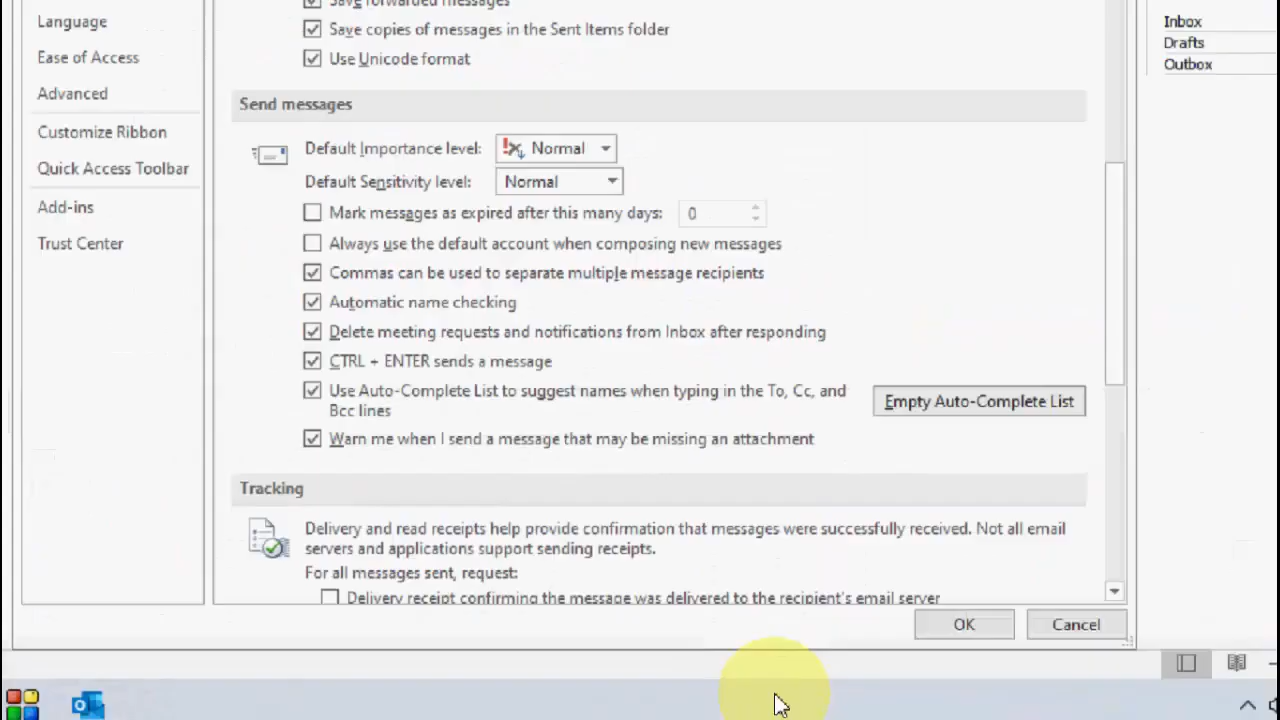 Language
Ease of Access
Advanced
Customize Ribbon
Quick Access Toolbar
Add-ins
Trust Center
Save forwarded messages
Save copies of messages in the Sent Items folder
Use Unicode format
Send messages
Default Importance level: Normal
Default Sensitivity level: Normal
Mark messages as expired after this many days: 0
Always use the default account when composing new messages
Commas can be used to separate multiple message recipients
Automatic name checking
Delete meeting requests and notifications from Inbox after responding
CTRL + ENTER sends a message
Use Auto-Complete List to suggest names when typing in the To, Cc, and
Bcc lines
Empty Auto-Complete List
Warn me when I send a message that may be missing an attachment
Tracking
Delivery and read receipts help provide confirmation that messages were successfully received. Not all email
servers and applications support sending receipts.
For all messages sent, request:
Delivery receipt confirming the message was delivered to the recipient's email server
OK
Cancel
Inbox
Drafts
Outbox